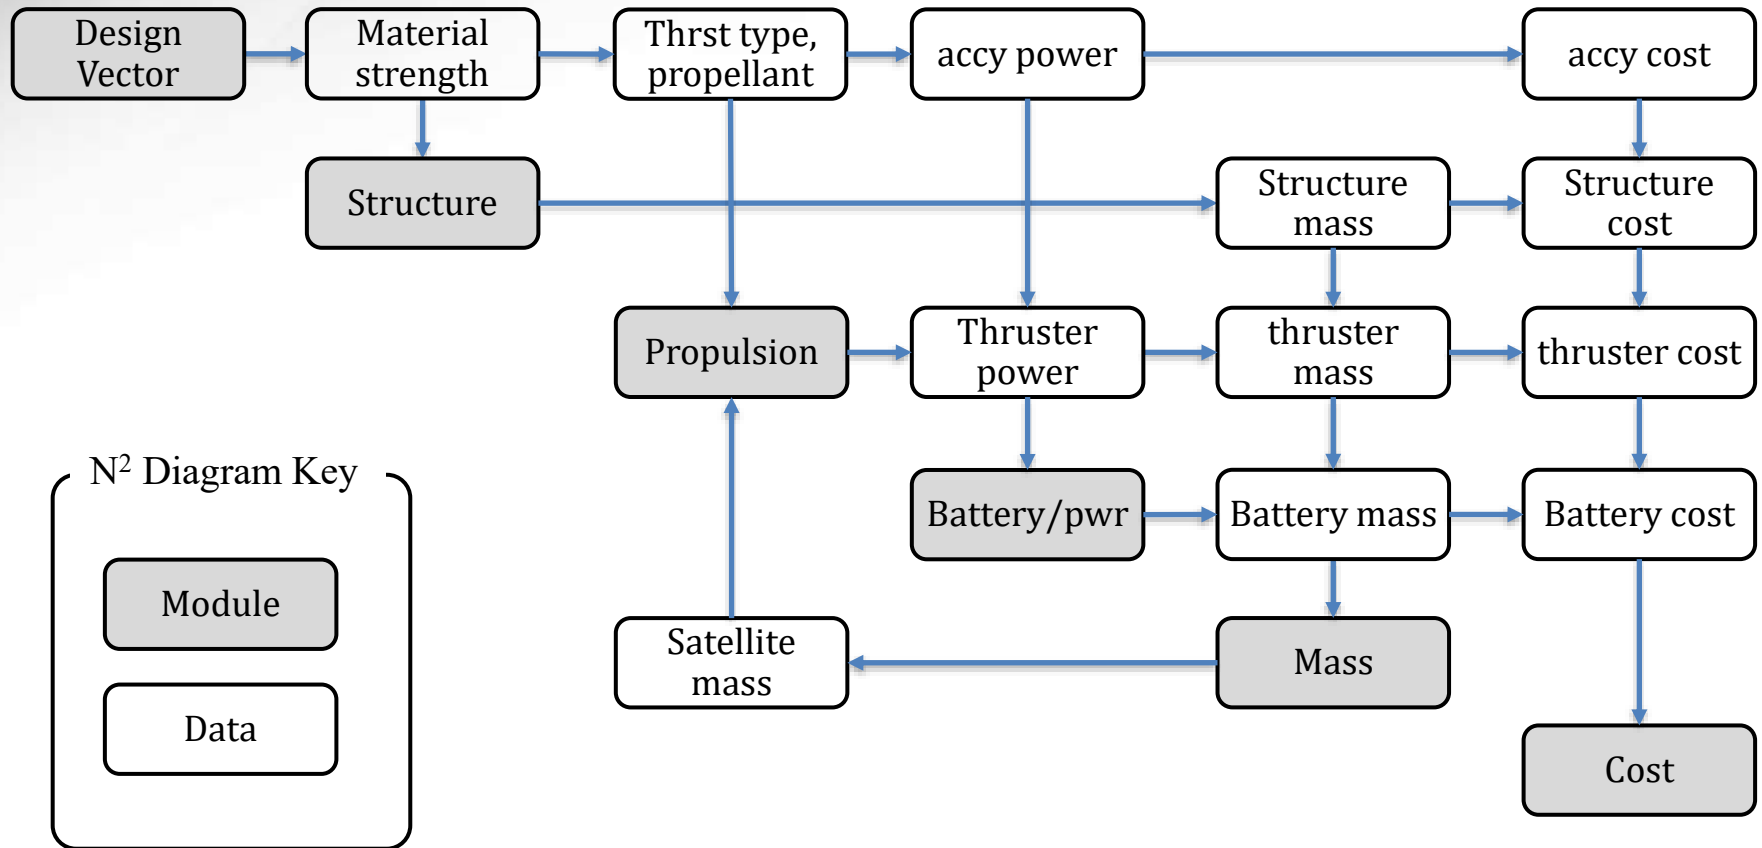 Design
Vector
Material
strength
Thrst type,
propellant
accy power
accy cost
Structure
Structure
mass
Structure
cost
Propulsion
Thruster
power
thruster
mass
thruster cost
N² Diagram Key
Module
Data
Battery/pwr
Battery mass
Battery cost
Satellite
mass
Mass
Cost